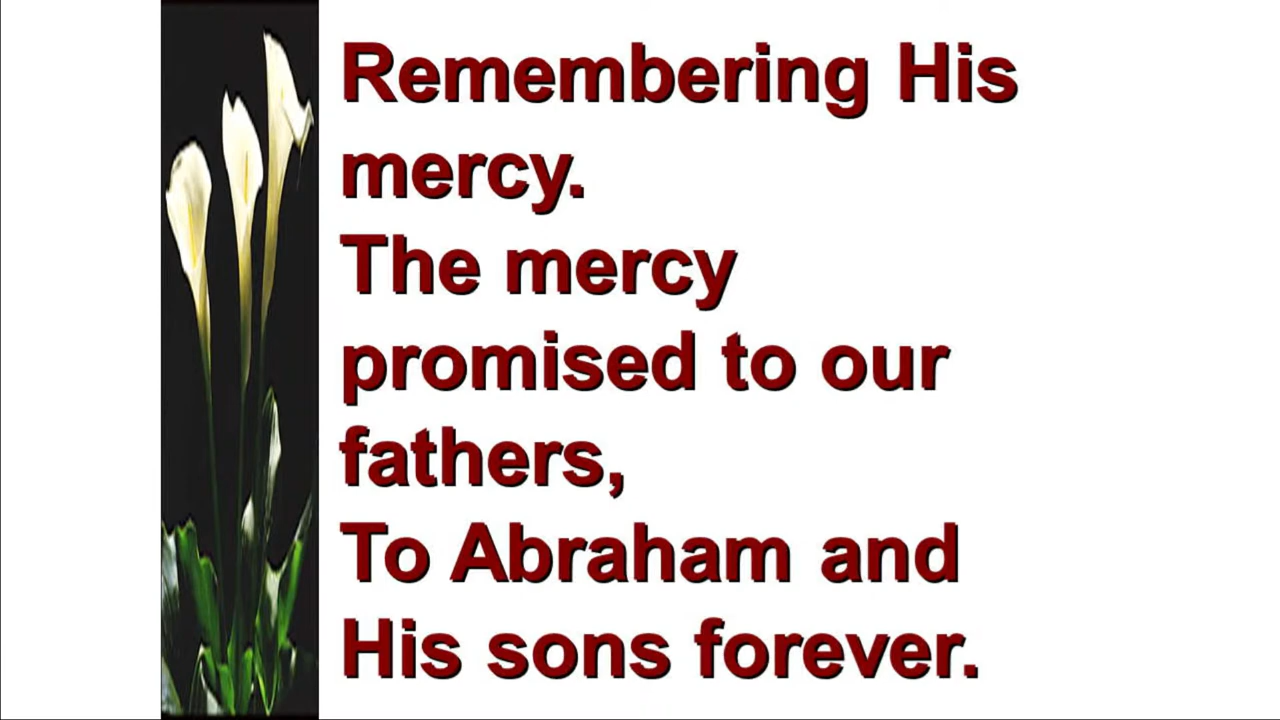 Remembering His
mercy.
The mercy
promised to our
fathers,
To Abraham and
His sons forever.